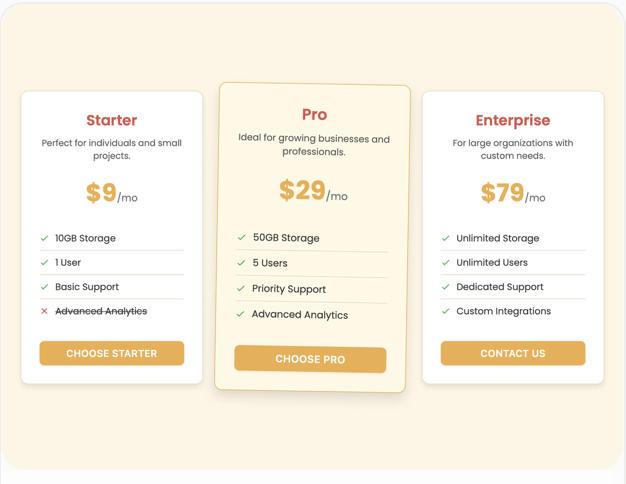 Starter
Perfect for individuals and small
projects.
$9/mo
10GB Storage
1 User
Basic Support
Advanced Analytics
CHOOSE STARTER
Pro
Ideal for growing businesses and
professionals.
$29/mo
50GB Storage
5 Users
Priority Support
Advanced Analytics
CHOOSE PRO
Enterprise
For large organizations with
custom needs.
$79/mo
Unlimited Storage
Unlimited Users
Dedicated Support
Custom Integrations
CONTACT US